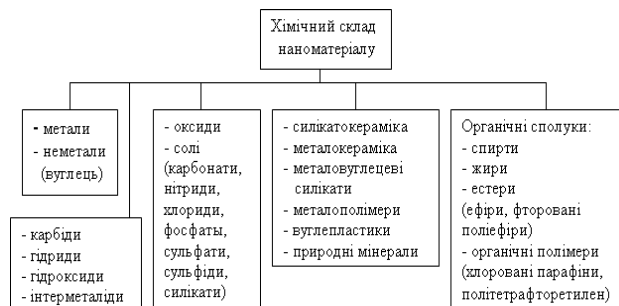 Хімічний склад
наноматеріалу
- метали
- неметали
(вуглець)
- карбіди
- гідриди
- гідроксиди
- інтерметаліди
- оксиди
- солі
(карбонати,
нітриди,
хлориди,
фосфаты,
сульфати,
сульфіди,
силікати)
- силікатокераміка
- металокераміка
- металовуглецеві
силікати
- металополімери
- вуглепластики
- природні мінерали
Органічні сполуки:
- спирти
- жири
- естери
(ефіри, фторовані
поліефіри)
- органічні полімери
(хлоровані парафіни,
політетрафторетилен)